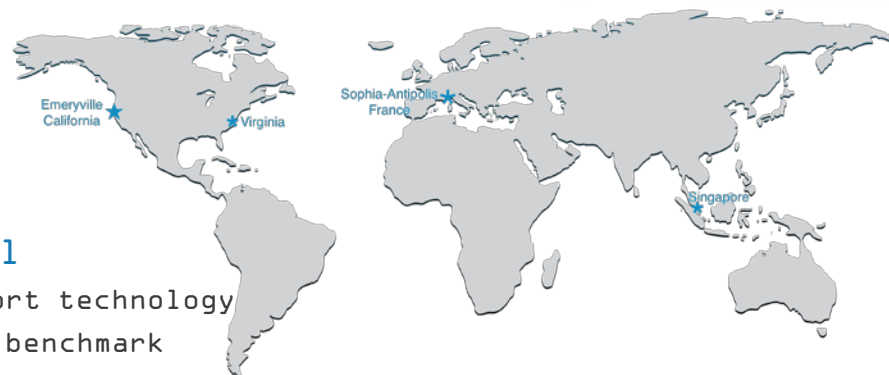 Emeryville
California
Virginia
Sophia-Antipolis
France
Singapore
l
ort technology
benchmark